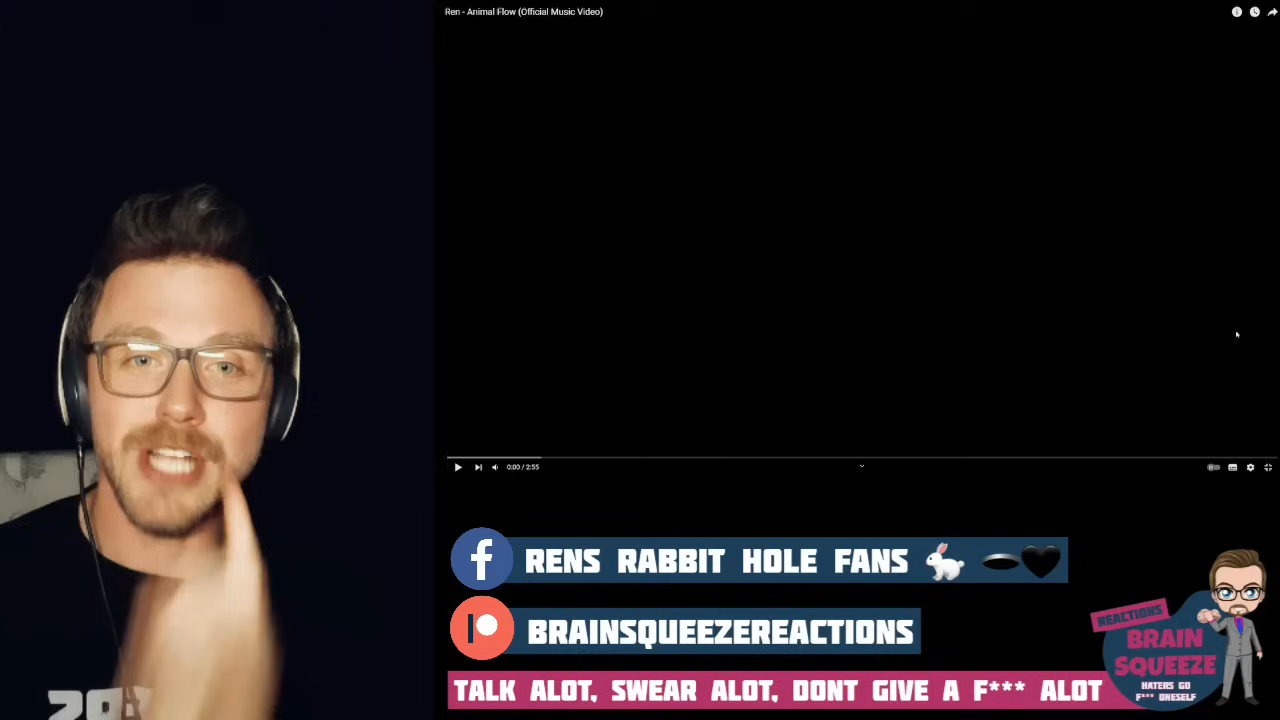 Ren - Animal Flow (Official Music Video)
0:00 / 2:55
RENS RABBIT HOLE FANS 🐇 🕳️🖤
BRAINSQUEEZEREACTIONS
TALK ALOT, SWEAR ALOT, DONT GIVE A F*** ALOT
REACTIONS
BRAIN
SQUEEZE
HATERS GO
F*** ONESELF